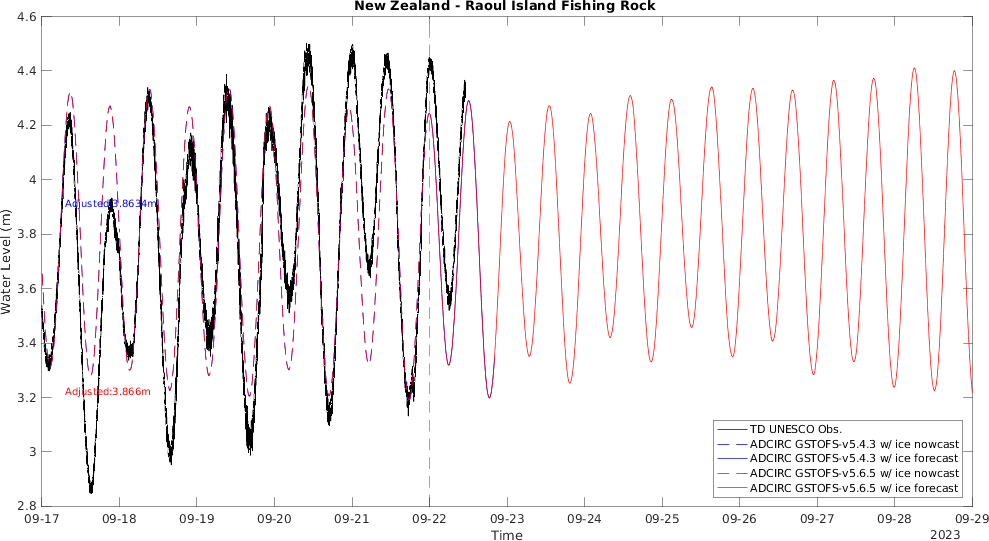 New Zealand - Raoul Island Fishing Rock
4.6
4.4
4.2
4
3.8
3.6
3.4
3.2
3
2.8
Water Level (m)
Adjusted:3.8634m
Adjusted:3.866m
TD UNESCO Obs.
ADCIRC GSTOFS-v5.4.3 w/ ice nowcast
ADCIRC GSTOFS-v5.4.3 w/ ice forecast
ADCIRC GSTOFS-v5.6.5 w/ ice nowcast
ADCIRC GSTOFS-v5.6.5 w/ ice forecast
09-17 09-18 09-19 09-20 09-21 09-22 09-23 09-24 09-25 09-26 09-27 09-28 09-29
Time
2023